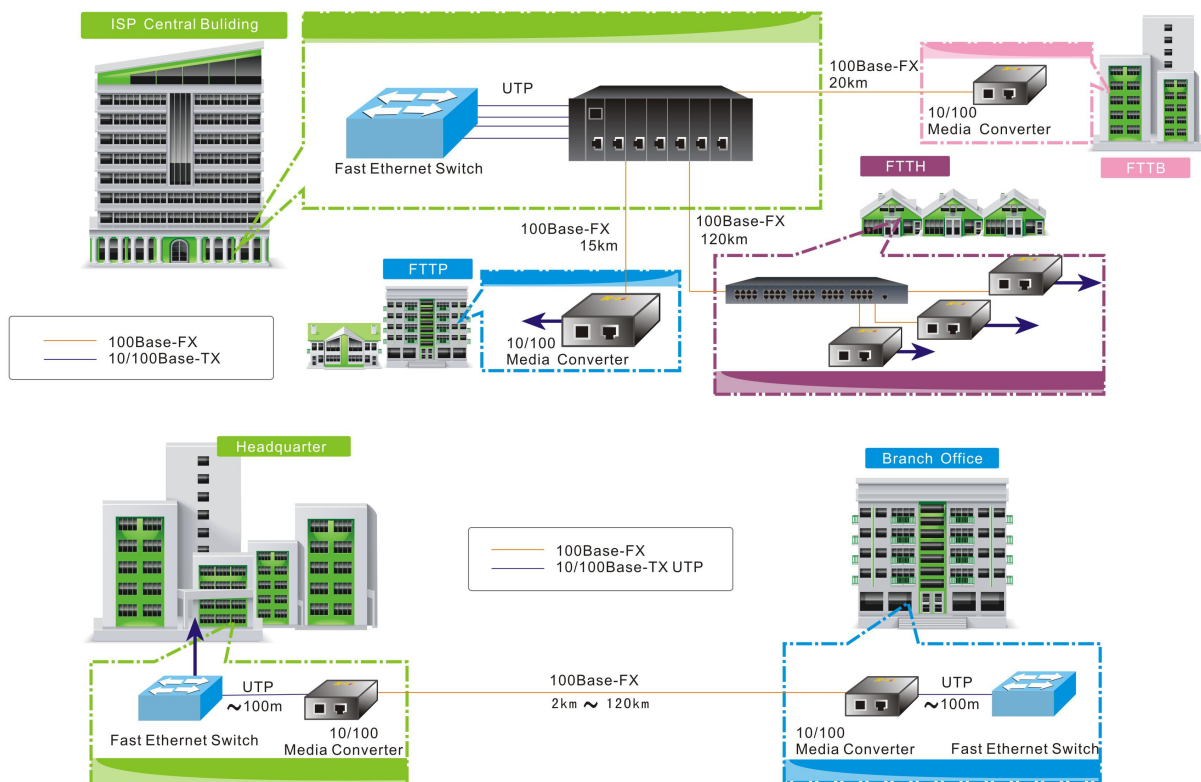 ISP Central Buliding
UTP
Fast Ethernet Switch
100Base-FX
20km
10/100
Media Converter
FTTB
FTTH
100Base-FX
15km
100Base-FX
120km
FTTP
10/100
Media Converter
100Base-FX
10/100Base-TX
Headquarter
Branch Office
100Base-FX
10/100Base-TX UTP
UTP
~100m
Fast Ethernet Switch
10/100
Media Converter
100Base-FX
2km ~ 120km
UTP
~100m
10/100
Media Converter
Fast Ethernet Switch